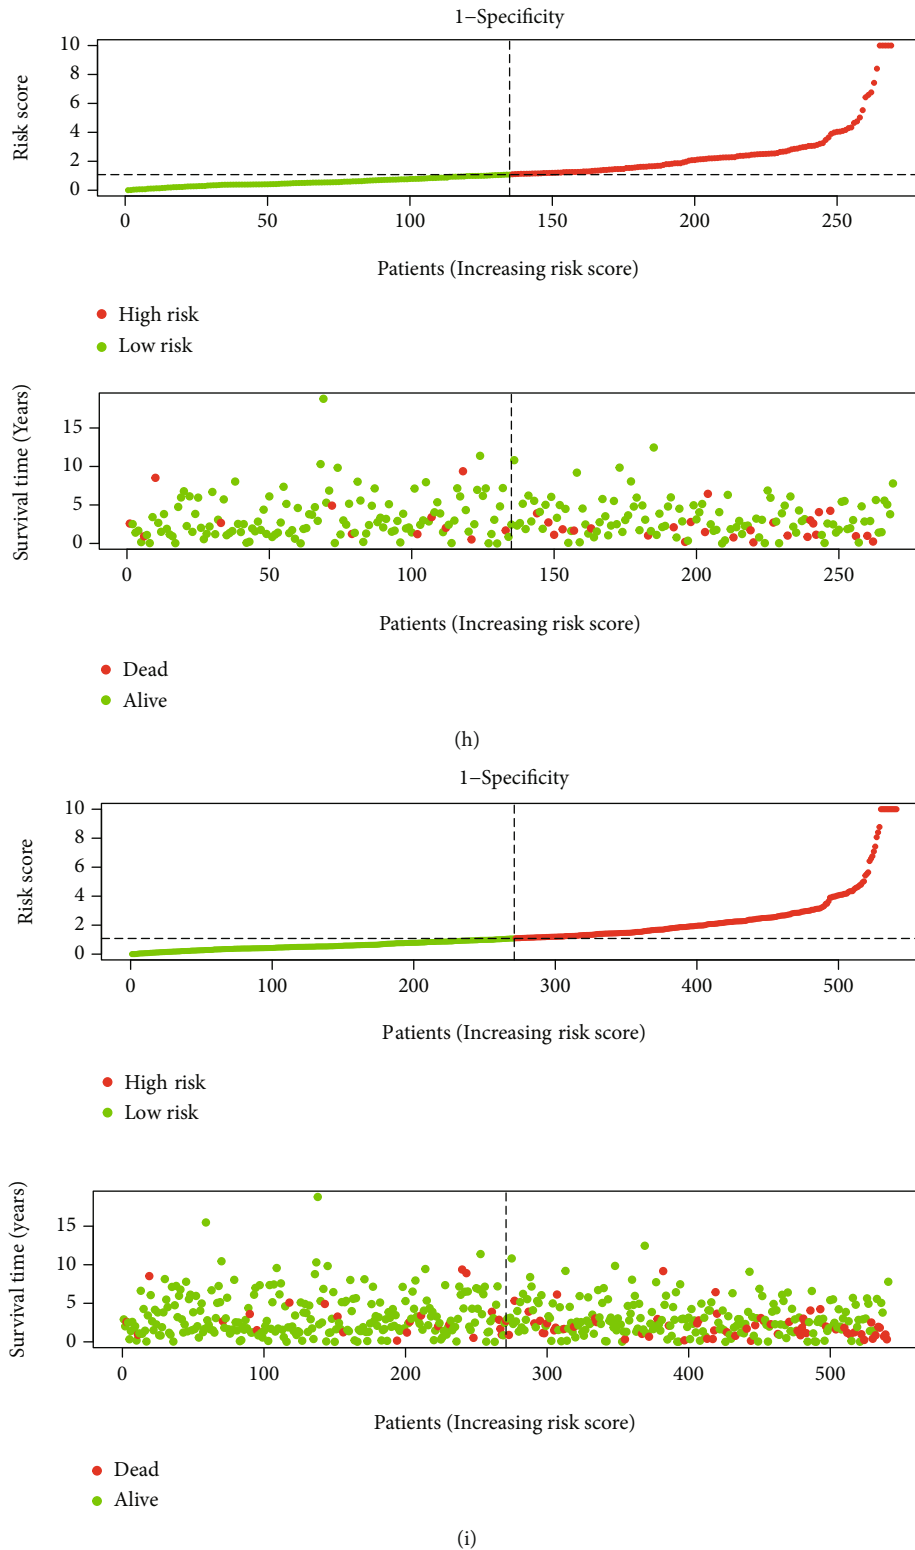 1−Specificity
Risk score
10
8
6
4
2
0
0 50 100 150 200 250
Patients (Increasing risk score)
High risk
Low risk
Survival time (Years)
15
10
5
0
0 50 100 150 200 250
Patients (Increasing risk score)
Dead
Alive
(h)
1−Specificity
Risk score
10
8
6
4
2
0
0 100 200 300 400 500
Patients (Increasing risk score)
High risk
Low risk
Survival time (years)
15
10
5
0
0 100 200 300 400 500
Patients (Increasing risk score)
Dead
Alive
(i)